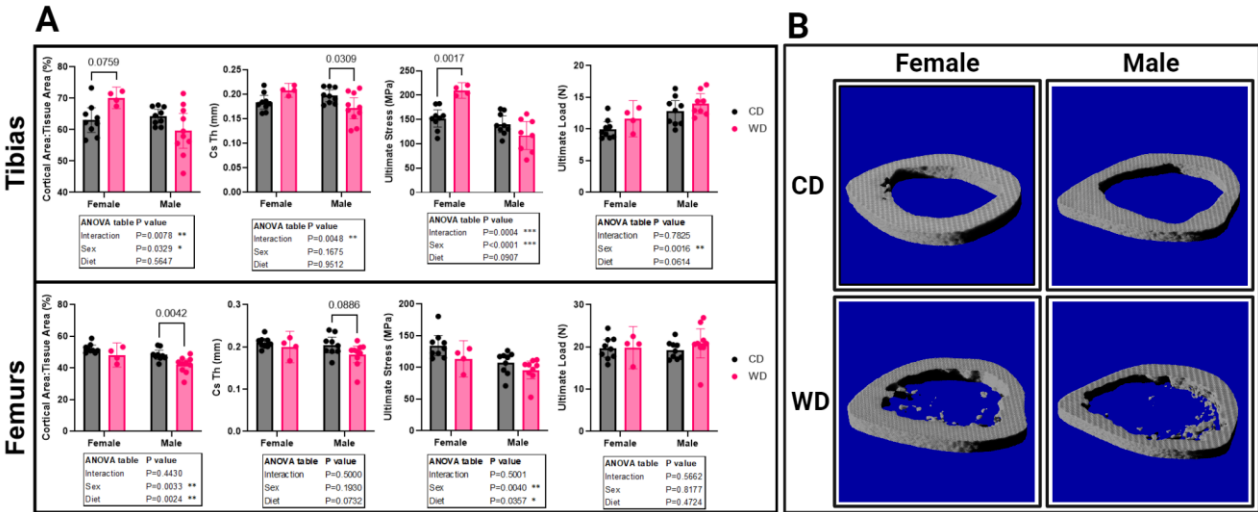 A
Tibias
Cortical Area:Tissue Area (%)
80
70
60
50
40
0.0759
Female
Male
ANOVA table P value
Interaction P=0.0078 **
Sex P=0.0329 *
Diet P=0.5647
Cs Th (mm)
0.25
0.20
0.15
0.10
0.05
0.00
0.0309
Female
Male
ANOVA table P value
Interaction P=0.0048 **
Sex P=0.1675
Diet P=0.9512
Ultimate Stress (MPa)
250
200
150
100
50
0
0.0017
Female
Male
ANOVA table P value
Interaction P=0.0004 ***
Sex P<0.0001 ***
Diet P=0.0907
Ultimate Load (N)
20
15
10
5
0
Female
Male
CD
WD
ANOVA table P value
Interaction P=0.7825
Sex P=0.0016 **
Diet P=0.0614
Femurs
Cortical Area:Tissue Area (%)
80
60
40
20
0
0.0042
Female
Male
ANOVA table P value
Interaction P=0.4430
Sex P=0.0033 **
Diet P=0.0024 **
Cs Th (mm)
0.3
0.2
0.1
0.0
0.0886
Female
Male
ANOVA table P value
Interaction P=0.5000
Sex P=0.1930
Diet P=0.0732
Ultimate Stress (MPa)
200
150
100
50
0
Female
Male
ANOVA table P value
Interaction P=0.5001
Sex P=0.0040 **
Diet P=0.0357 *
Ultimate Load (N)
30
20
10
0
Female
Male
CD
WD
ANOVA table P value
Interaction P=0.5662
Sex P=0.8177
Diet P=0.4724
B
Female
Male
CD
WD